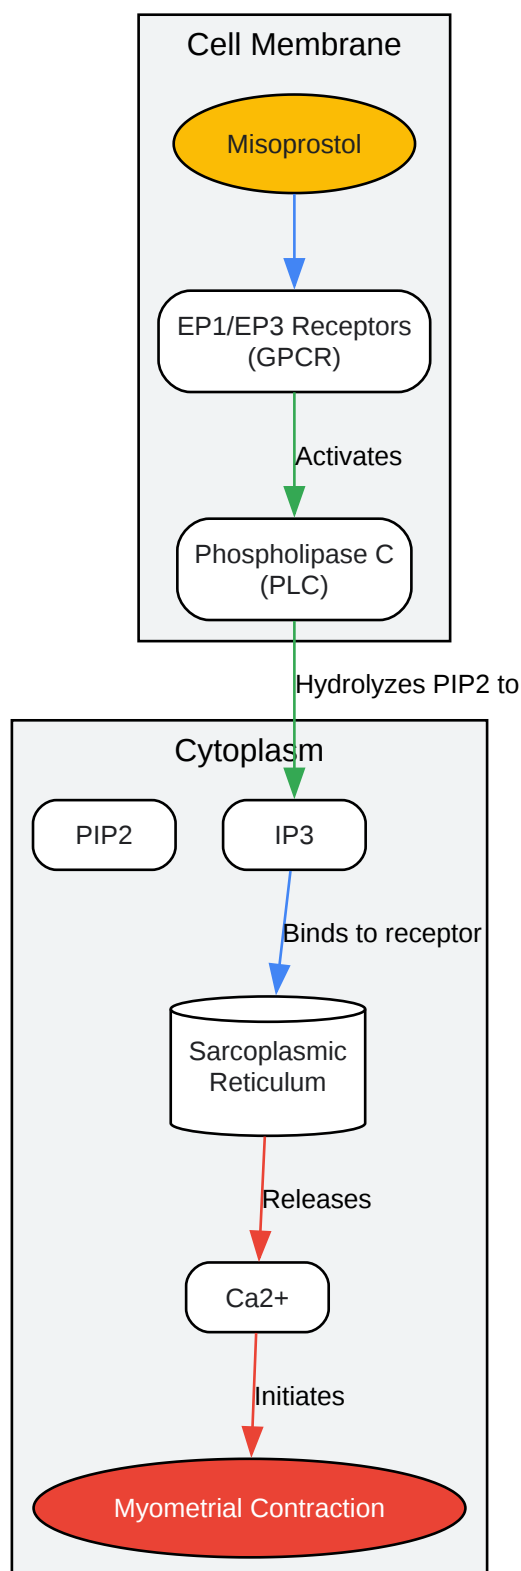 Cell Membrane
Misoprostol
EP1/EP3 Receptors
(GPCR)
Activates
Phospholipase C
(PLC)
Hydrolyzes PIP2 to
Cytoplasm
PIP2
IP3
Binds to receptor
Sarcoplasmic
Reticulum
Releases
Ca2+
Initiates
Myometrial Contraction